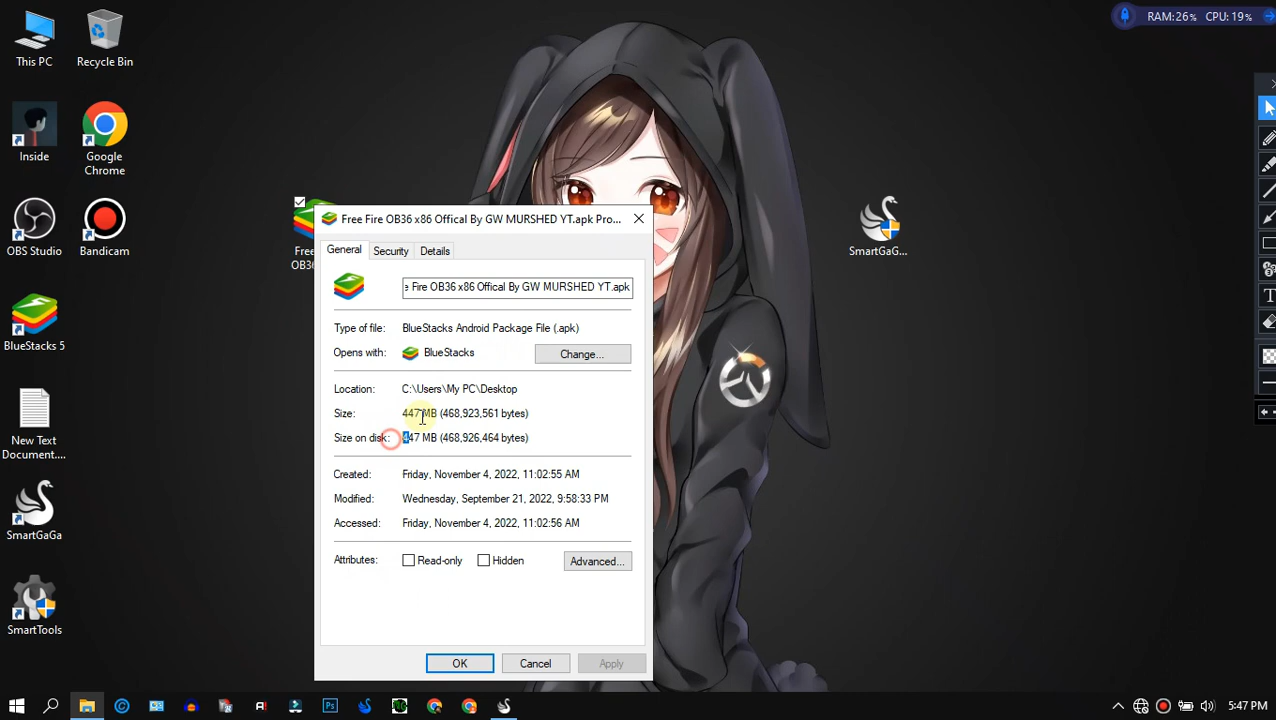 RAM:26% CPU: 19%
This PC
Recycle Bin
Inside
Google
Chrome
OBS Studio
Bandicam
BlueStacks 5
New Text
Document....
SmartGaGa
SmartTools
Free
OB36
SmartGaG...
Free Fire OB36 x86 Offical By GW MURSHED YT.apk Pro...
General
Security
Details
e Fire OB36 x86 Offical By GW MURSHED YT.apk
Type of file: BlueStacks Android Package File (.apk)
Opens with: BlueStacks
Change...
Location: C:\Users\My PC\Desktop
Size: 447 MB (468,923,561 bytes)
Size on disk: 447 MB (468,926,464 bytes)
Created: Friday, November 4, 2022, 11:02:55 AM
Modified: Wednesday, September 21, 2022, 9:58:33 PM
Accessed: Friday, November 4, 2022, 11:02:56 AM
Attributes: Read-only Hidden
Advanced...
OK
Cancel
Apply
Ps
5:47 PM